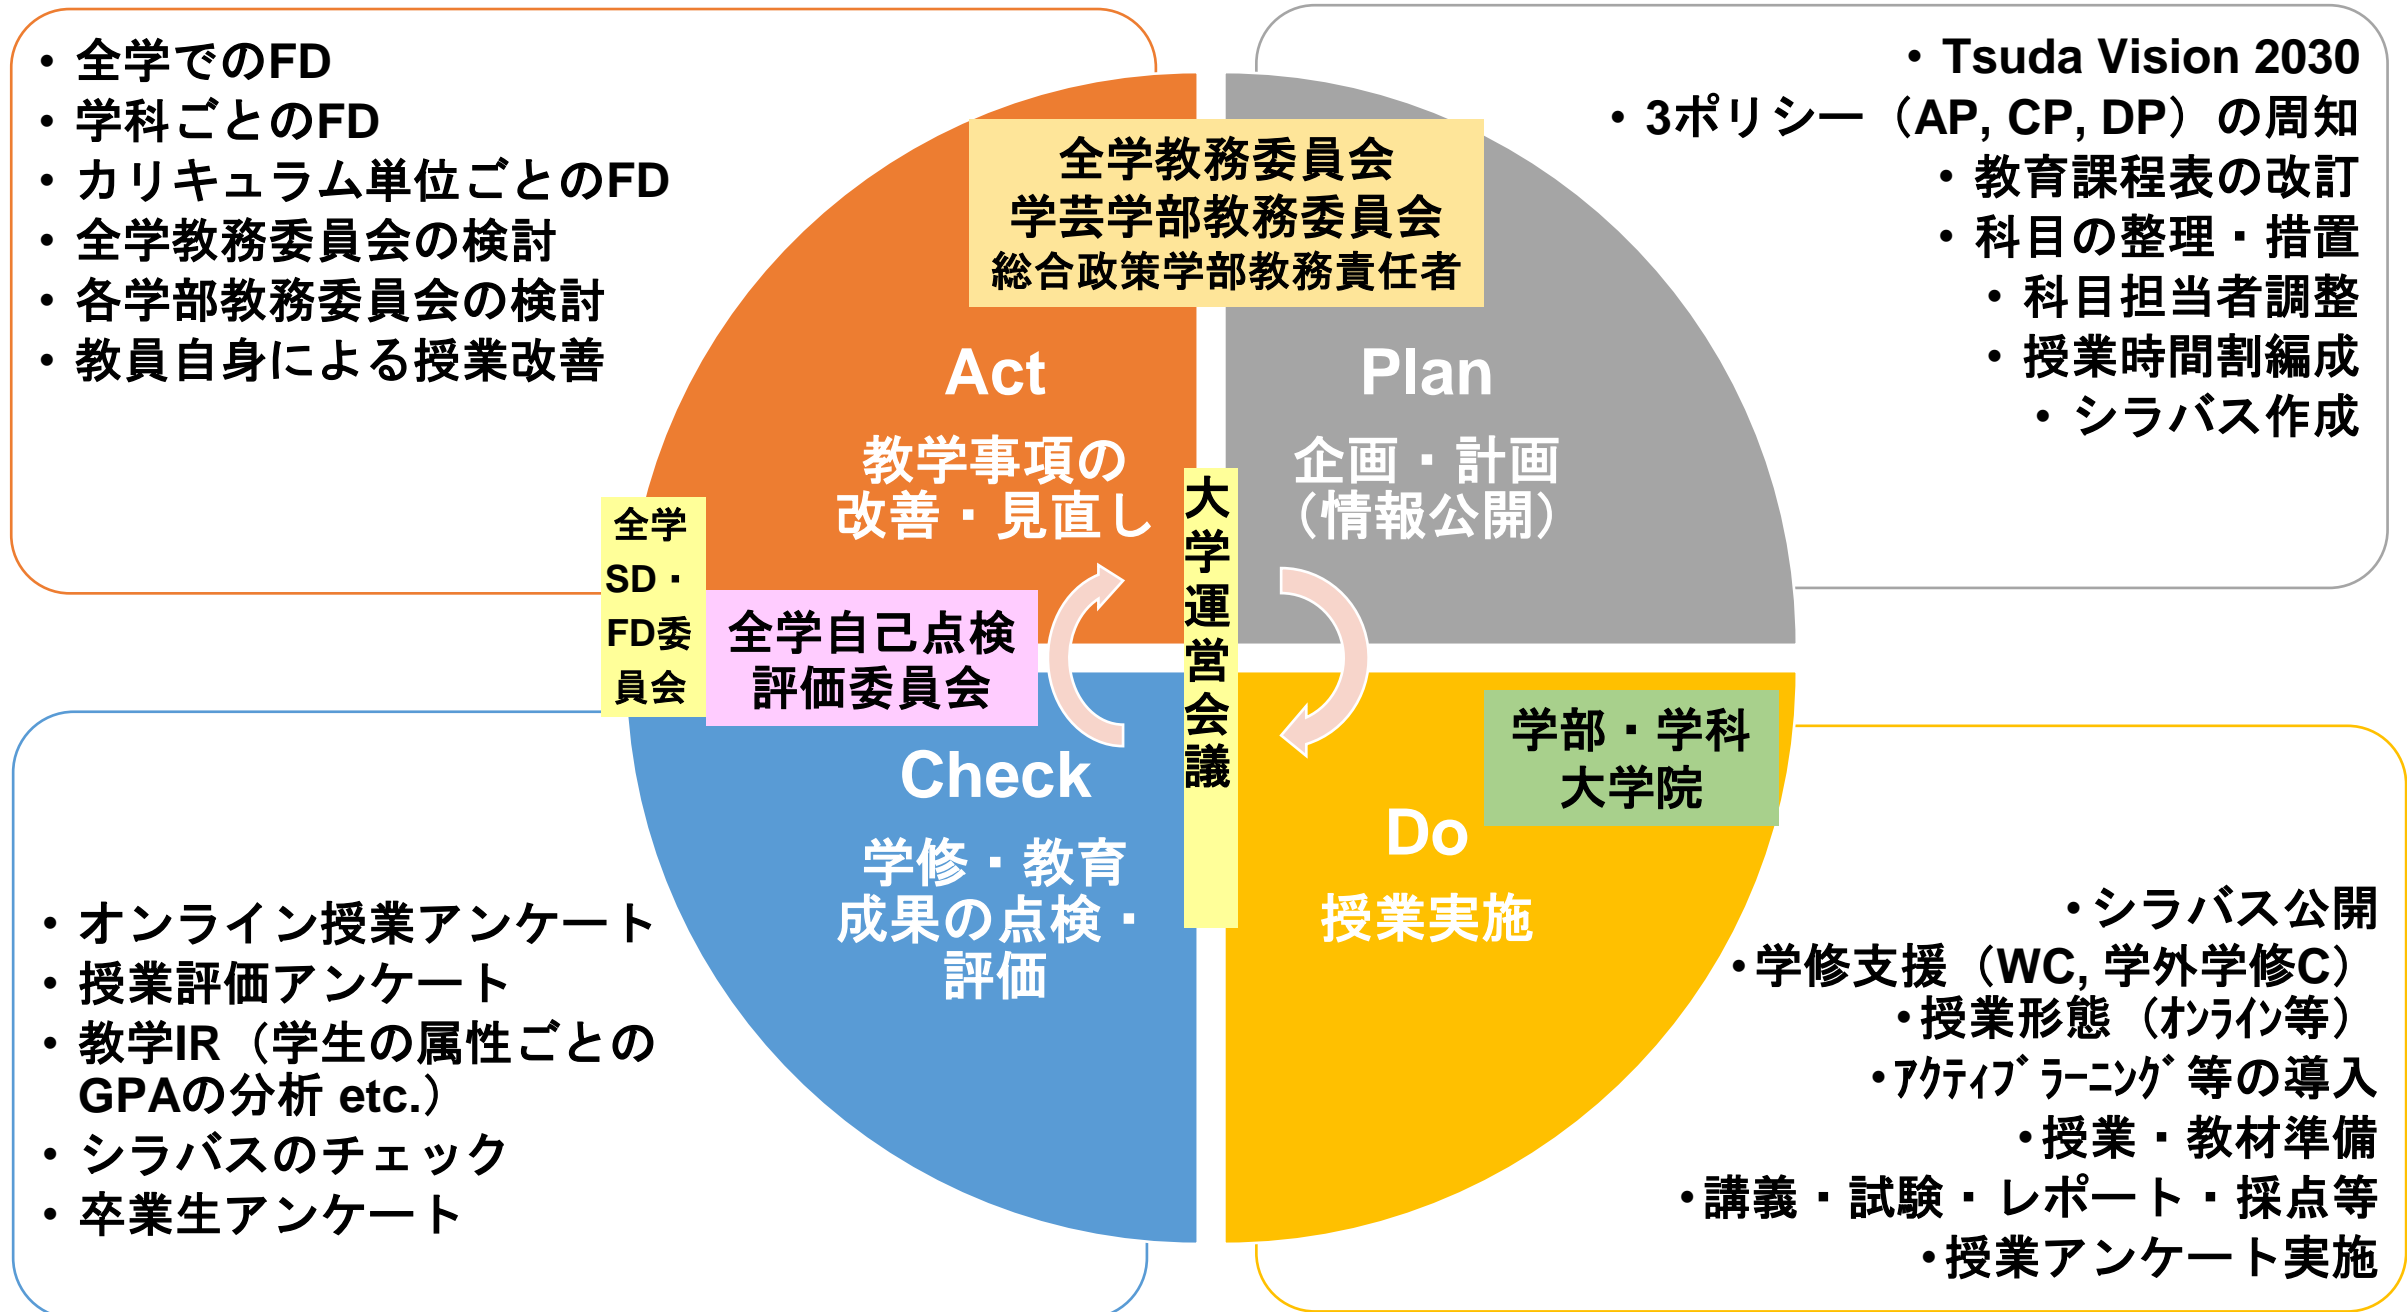 • 全学でのFD
• 学科ごとのFD
• カリキュラム単位ごとのFD
• 全学教務委員会の検討
• 各学部教務委員会の検討
• 教員自身による授業改善
• Tsuda Vision 2030
• 3ポリシー（AP, CP, DP）の周知
• 教育課程表の改訂
• 科目の整理・措置
• 科目担当者調整
• 授業時間割編成
• シラバス作成
全学教務委員会
学芸学部教務委員会
総合政策学部教務責任者
Act
教学事項の
改善・見直し
Plan
企画・計画
（情報公開）
大学運営会議
全学
SD・
FD委
員会
全学自己点検
評価委員会
Check
学修・教育
成果の点検・
評価
学部・学科
大学院
Do
授業実施
• オンライン授業アンケート
• 授業評価アンケート
• 教学IR（学生の属性ごとの
GPAの分析 etc.）
• シラバスのチェック
• 卒業生アンケート
•シラバス公開
•学修支援（WC, 学外学修C）
•授業形態（ｵﾝﾗｲﾝ等）
•ｱｸﾃｨﾌﾞﾗｰﾆﾝｸﾞ等の導入
•授業・教材準備
•講義・試験・レポート・採点等
•授業アンケート実施